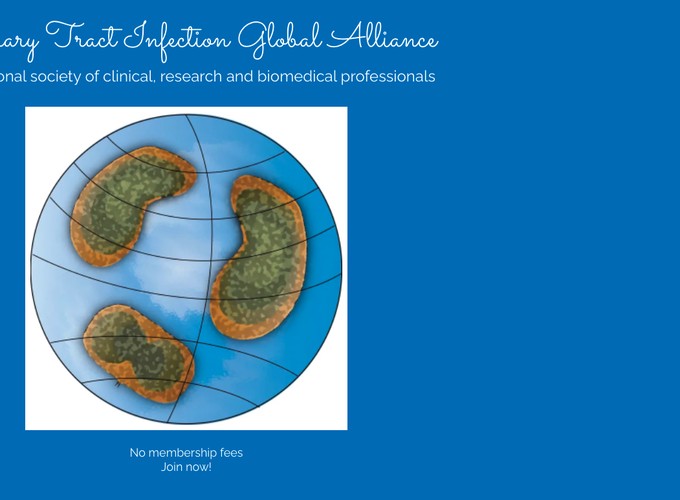 ary Tract Infection Global Alliance
onal society of clinical, research and biomedical professionals
No membership fees
Join now!